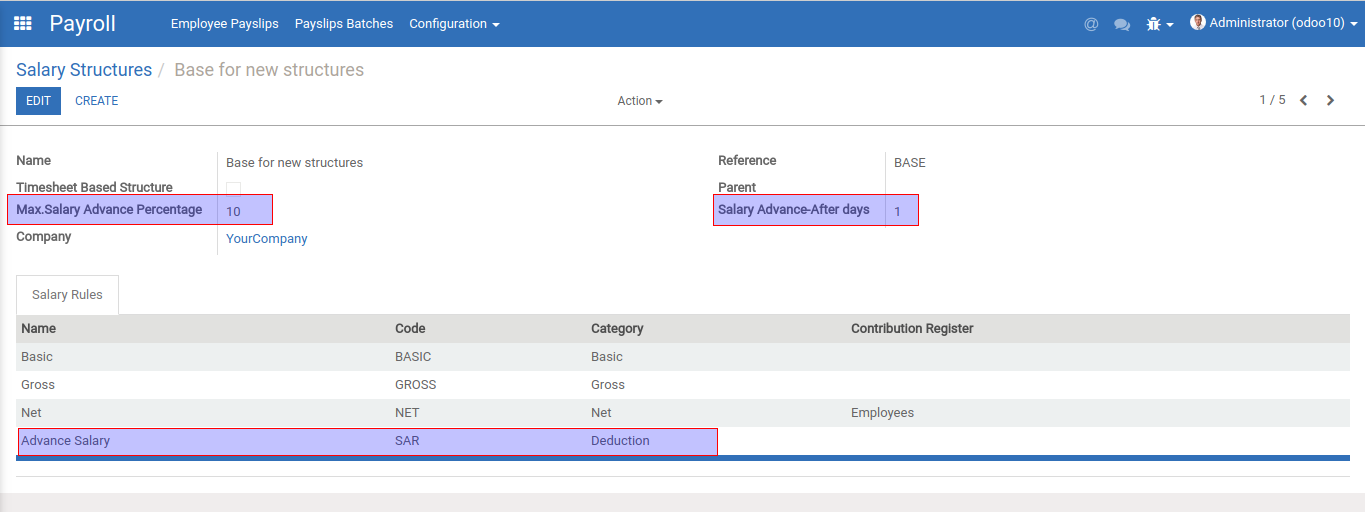 Payroll Employee Payslips Payslips Batches Configuration @ Administrator (odoo10)
Salary Structures / Base for new structures
EDIT CREATE Action 1 / 5
Name Base for new structures Reference BASE
Timesheet Based Structure Parent
Max.Salary Advance Percentage 10 Salary Advance-After days 1
Company YourCompany
Salary Rules
Name Code Category Contribution Register
Basic BASIC Basic
Gross GROSS Gross
Net NET Net Employees
Advance Salary SAR Deduction